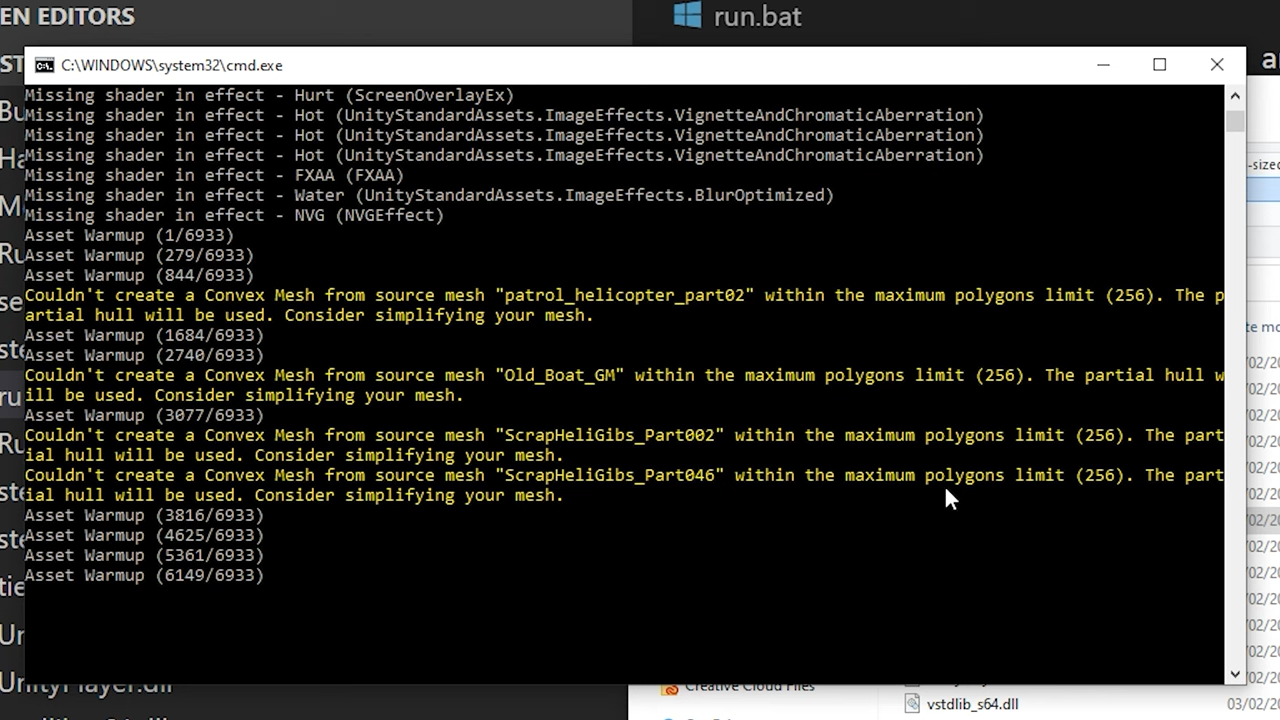 EN EDITORS
run.bat
C:\WINDOWS\system32\cmd.exe
Missing shader in effect - Hurt (ScreenOverlayEx)
Missing shader in effect - Hot (UnityStandardAssets.ImageEffects.VignetteAndChromaticAberration)
Missing shader in effect - Hot (UnityStandardAssets.ImageEffects.VignetteAndChromaticAberration)
Missing shader in effect - Hot (UnityStandardAssets.ImageEffects.VignetteAndChromaticAberration)
Missing shader in effect - FXAA (FXAA)
Missing shader in effect - Water (UnityStandardAssets.ImageEffects.BlurOptimized)
Missing shader in effect - NVG (NVGEffect)
Asset Warmup (1/6933)
Asset Warmup (279/6933)
Asset Warmup (844/6933)
Couldn't create a Convex Mesh from source mesh "patrol_helicopter_part02" within the maximum polygons limit (256). The p
artial hull will be used. Consider simplifying your mesh.
Asset Warmup (1684/6933)
Asset Warmup (2740/6933)
Couldn't create a Convex Mesh from source mesh "Old_Boat_GM" within the maximum polygons limit (256). The partial hull w
ill be used. Consider simplifying your mesh.
Asset Warmup (3077/6933)
Couldn't create a Convex Mesh from source mesh "ScrapHeliGibs_Part002" within the maximum polygons limit (256). The part
ial hull will be used. Consider simplifying your mesh.
Couldn't create a Convex Mesh from source mesh "ScrapHeliGibs_Part046" within the maximum polygons limit (256). The part
ial hull will be used. Consider simplifying your mesh.
Asset Warmup (3816/6933)
Asset Warmup (4625/6933)
Asset Warmup (5361/6933)
Asset Warmup (6149/6933)
UnityPlayer.dll
Creative Cloud Files
vstdlib_s64.dll